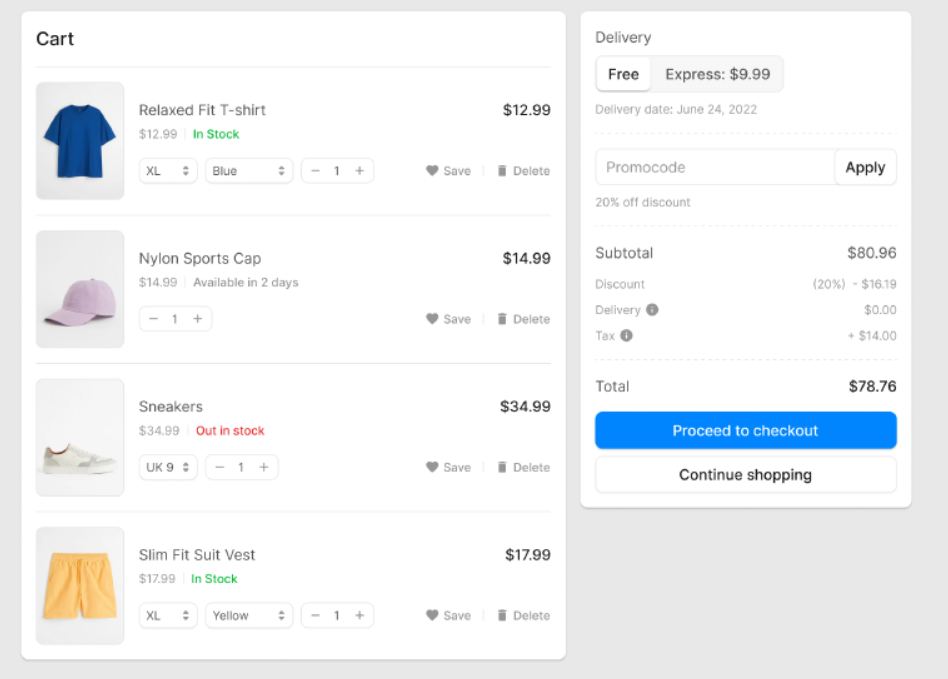 Cart
Relaxed Fit T-shirt $12.99
$12.99 In Stock
XL Blue − 1 + Save Delete
Nylon Sports Cap $14.99
$14.99 Available in 2 days
− 1 + Save Delete
Sneakers $34.99
$34.99 Out in stock
UK 9 − 1 + Save Delete
Slim Fit Suit Vest $17.99
$17.99 In Stock
XL Yellow − 1 + Save Delete
Delivery
Free Express: $9.99
Delivery date: June 24, 2022
Promocode Apply
20% off discount
Subtotal $80.96
Discount (20%) - $16.19
Delivery $0.00
Tax + $14.00
Total $78.76
Proceed to checkout
Continue shopping